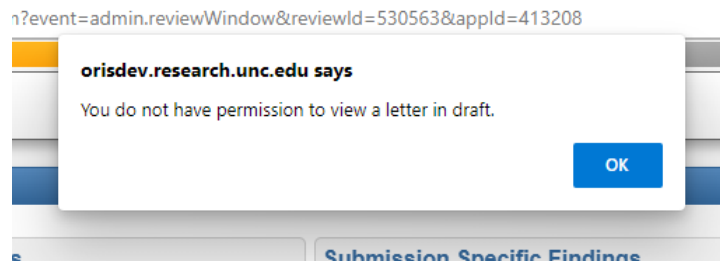 n?event=admin.reviewWindow&reviewId=530563&appId=413208
orisdev.research.unc.edu says
You do not have permission to view a letter in draft.
OK
s
Submission Specific Findings